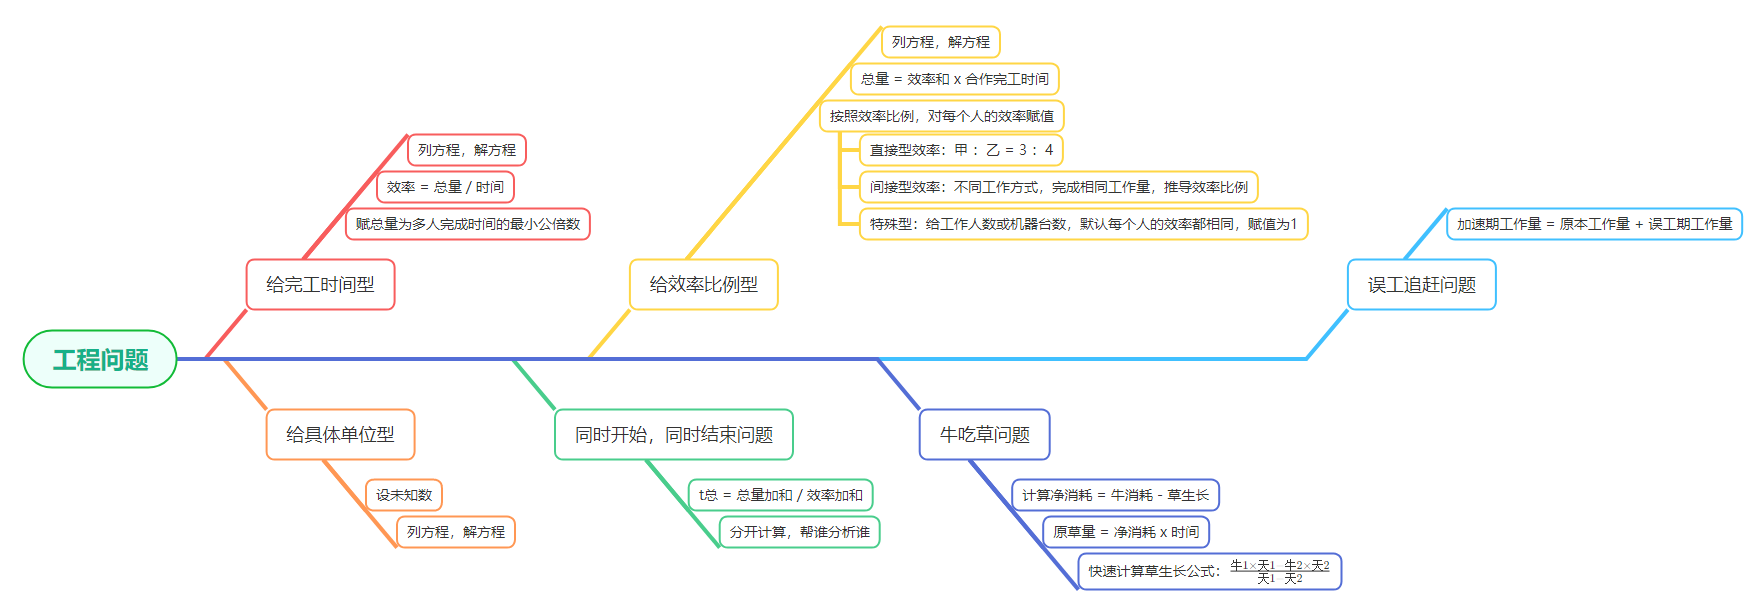 列方程，解方程
总量 = 效率和 x 合作完工时间
按照效率比例，对每个人的效率赋值
直接型效率：甲 ：乙 = 3 ：4
间接型效率：不同工作方式，完成相同工作量，推导效率比例
特殊型：给工作人数或机器台数，默认每个人的效率都相同，赋值为1
给效率比例型
列方程，解方程
效率 = 总量 / 时间
赋总量为多人完成时间的最小公倍数
给完工时间型
加速期工作量 = 原本工作量 + 误工期工作量
误工追赶问题
工程问题
给具体单位型
设未知数
列方程，解方程
同时开始，同时结束问题
t总 = 总量加和 / 效率加和
分开计算，帮谁分析谁
牛吃草问题
计算净消耗 = 牛消耗 - 草生长
原草量 = 净消耗 x 时间
快速计算草生长公式：
牛1×天1-牛2×天2
天1-天2